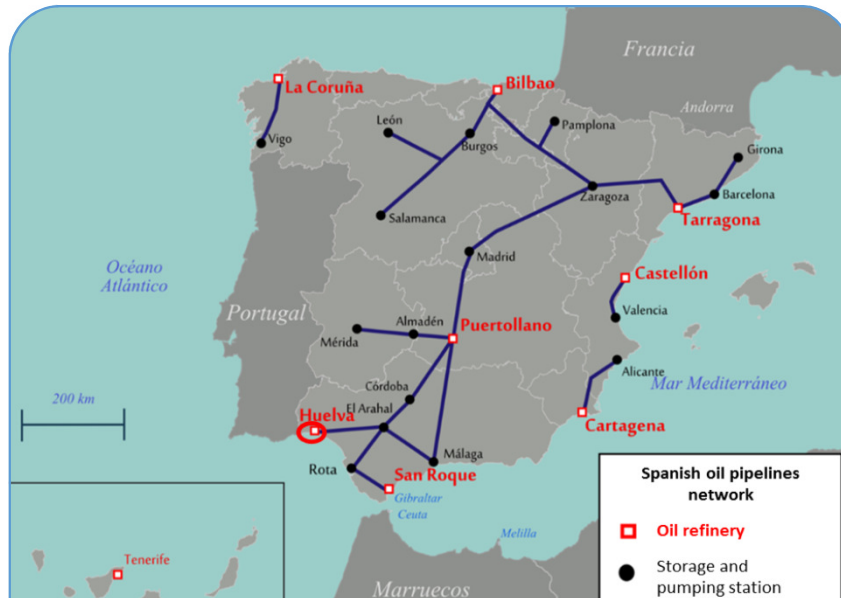 Francia
La Coruña
Bilbao
Andorra
León
Pamplona
Vigo
Burgos
Girona
Zaragoza
Barcelona
Salamanca
Tarragona
Madrid
Océano
Atlántico
Castellón
Portugal
Valencia
Almadén
Puertollano
Mérida
Alicante
Mar Mediterráneo
200 km
Córdoba
El Arahal
Huelva
Cartagena
Málaga
Rota
San Roque
Gibraltar
Ceuta
Melilla
Tenerife
Marruecos
Spanish oil pipelines
network
Oil refinery
Storage and
pumping station